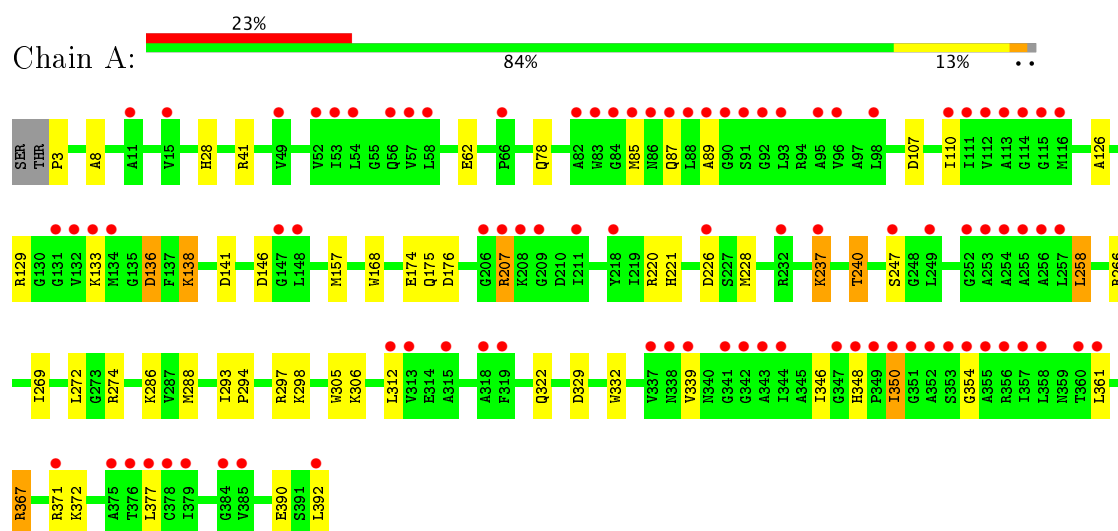 23%
Chain A:
84% 13% • •
SER THR P3 A8 A11 V15 H28 R41 V49 V52 I53 L54 G55 Q56 V57 L58 E62 P66 Q78 A82 W83 G84 M85 N86 Q87 L88 A89 G90 S91 G92 L93 R94 A95 V96 A97 L98 D107 I110 I111 V112 A113 G114 G115 M116 A126
R129 G130 G131 V132 K133 M134 G135 D136 F137 K138 D141 D146 G147 L148 M157 W168 E174 Q175 D176 G206 R207 K208 G209 D210 I211 Y218 I219 R220 H221 D226 S227 M228 R232 K237 T240 S247 G248 L249 G252 A253 A254 A255 A256 L257 L258 R266
I269 L272 G273 R274 K286 V287 M288 I293 P294 R297 K298 W305 K306 L312 V313 E314 A315 A318 F319 Q322 D329 W332 V337 N338 V339 N340 G341 G342 A343 I344 A345 I346 G347 H348 P349 I350 G351 A352 S353 G354 A355 R356 I357 L358 N359 T360 L361
R367 R371 K372 A375 T376 L377 C378 I379 G384 V385 E390 S391 L392